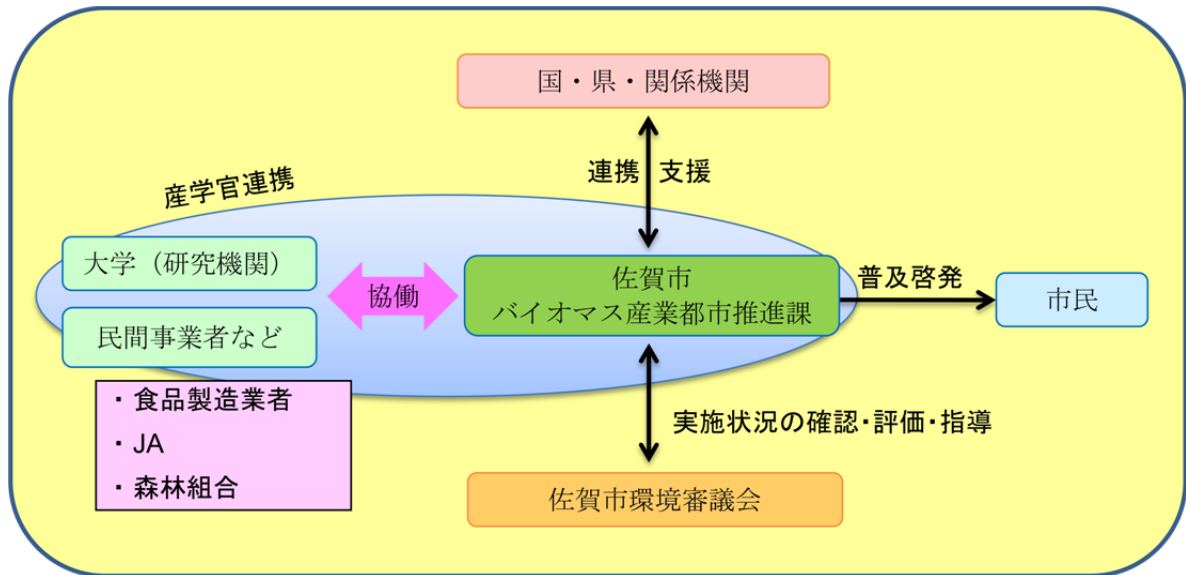 国・県・関係機関
連携 支援
産学官連携
大学（研究機関）
民間事業者など
協働
佐賀市
バイオマス産業都市推進課
普及啓発
市民
・食品製造業者
・JA
・森林組合
実施状況の確認・評価・指導
佐賀市環境審議会